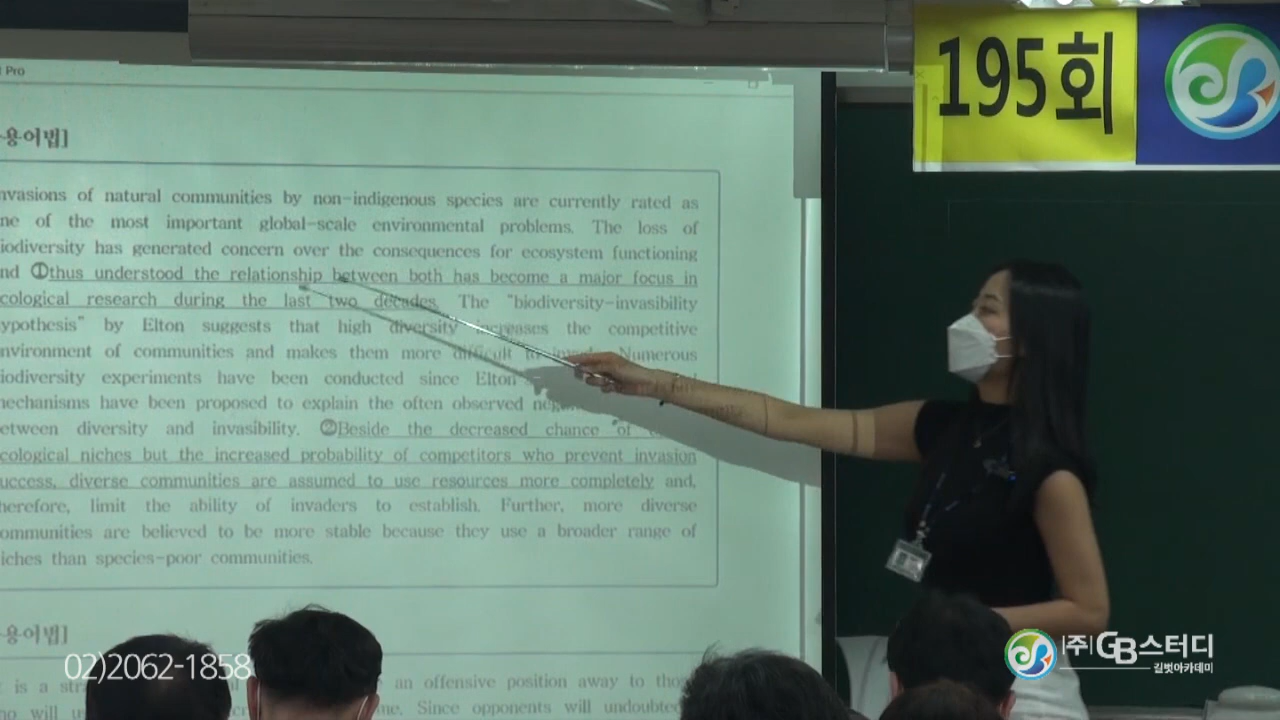 Pro
195회
용어법]
nvasions of natural communities by non-indigenous species are currently rated as
ne of the most important global-scale environmental problems. The loss of
iodiversity has generated concern over the consequences for ecosystem functioning
nd ①thus understood the relationship between both has become a major focus in
cological research during the last two decades. The "biodiversity-invasibility
ypothesis" by Elton suggests that high diversity increases the competitive
nvironment of communities and makes them more difficult to Numerous
iodiversity experiments have been conducted since Elton
mechanisms have been proposed to explain the often observed
etween diversity and invasibility. ②Beside the decreased chance of
cological niches but the increased probability of competitors who prevent invasion
uccess, diverse communities are assumed to use resources more completely and,
herefore, limit the ability of invaders to establish. Further, more diverse
ommunities are believed to be more stable because they use a broader range of
iches than species-poor communities.
용어법]
is a an offensive position away to
me. Since opponents will
02)2062-1858
(주)GB스터디
길벗아카데미